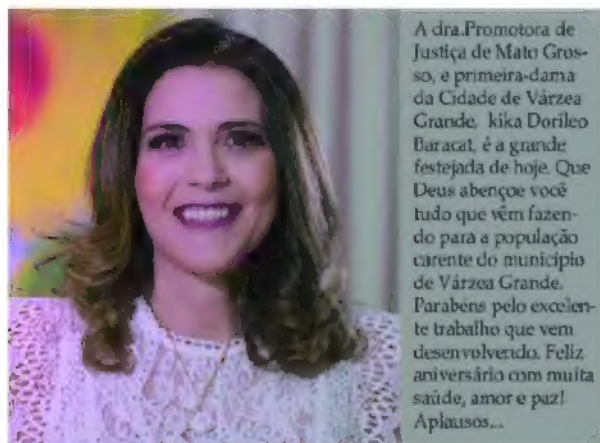 A dra.Promotora de
Justiça de Mato Gros-
so, e primeira-dama
da Cidade de Várzea
Grande, kika Dorileo
Baracat, é a grande
festejada de hoje. Que
Deus abençoe você
tudo que vêm fazen-
do para a população
carente do município
de Várzea Grande.
Parabens pelo excelen-
te trabalho que vem
desenvolvendo. Feliz
aniversário com muita
saúde, amor e paz!
Aplausos...